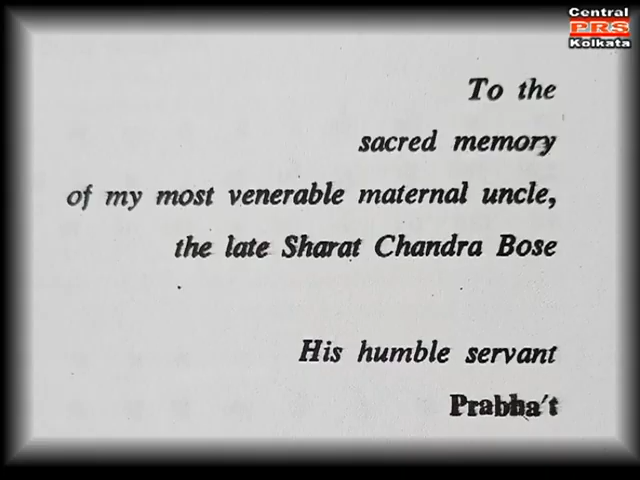 Central
PRS
Kolkata
To the
sacred memory
of my most venerable maternal uncle,
the late Sharat Chandra Bose
His humble servant
Prabha't